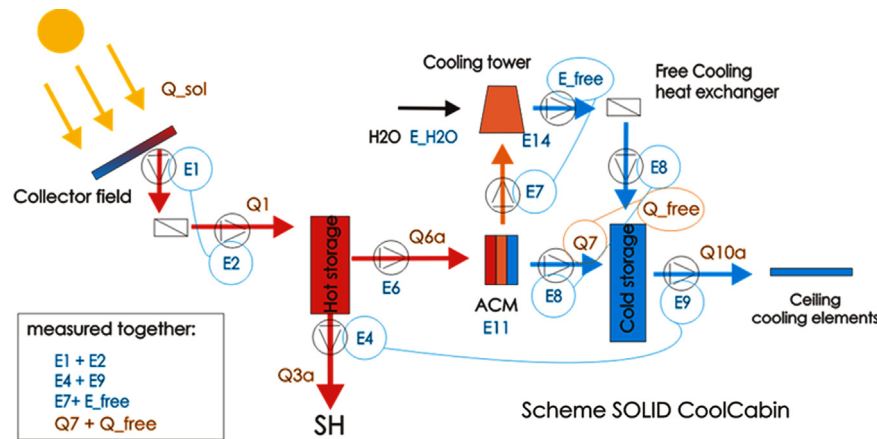 Q_sol
Collector field
E1
Q1
E2
Hot storage
Q6a
E6
E4
Q3a
SH
Cooling tower
H2O E_H2O
E14
E7
E_free
Free Cooling
heat exchanger
E8
Q_free
Q7
E8
ACM
E11
Cold storage
Q10a
E9
Ceiling
cooling elements
measured together:
E1 + E2
E4 + E9
E7+ E_free
Q7 + Q_free
Scheme SOLID CoolCabin